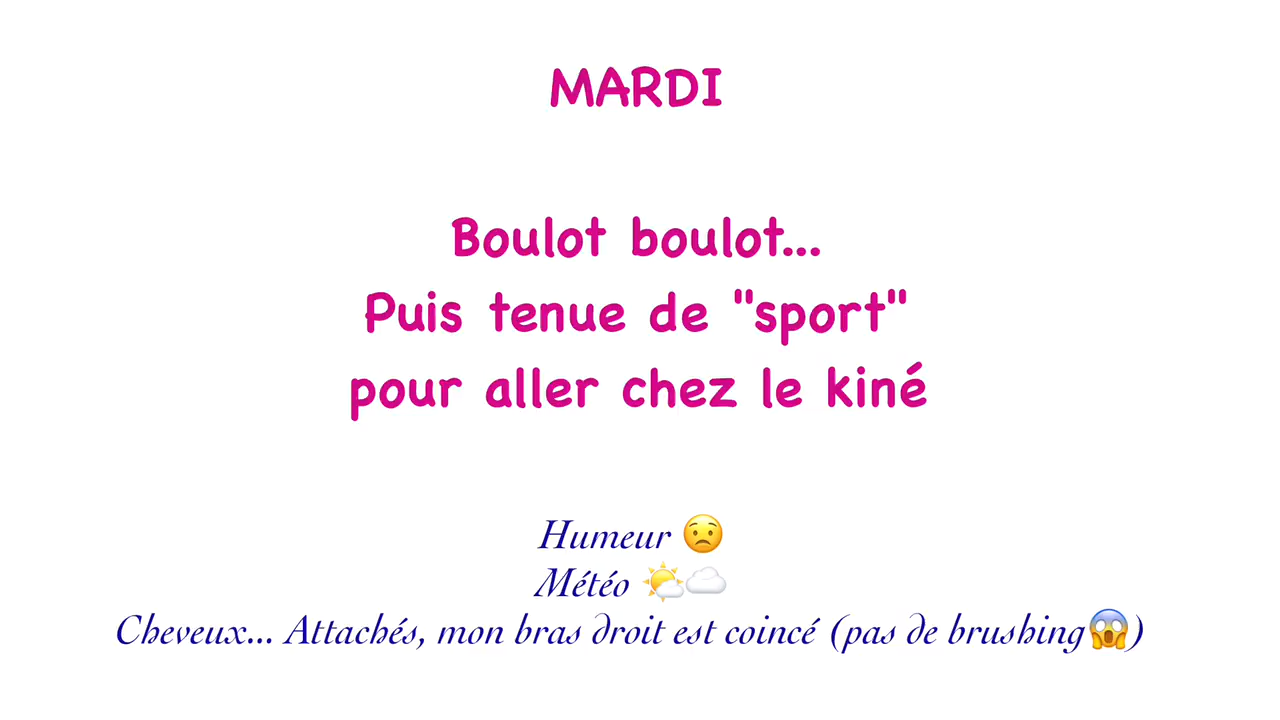 MARDI
Boulot boulot...
Puis tenue de "sport"
pour aller chez le kiné
Humeur 😟
Météo 🌤☁️
Cheveux... Attachés, mon bras droit est coincé (pas de brushing😱)